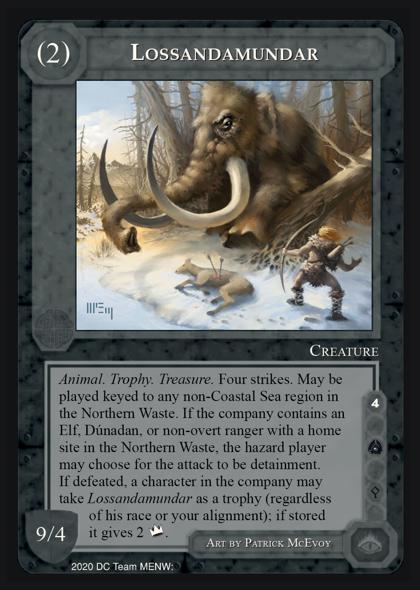 (2)
Lossandamundar
Creature
Animal. Trophy. Treasure. Four strikes. May be
played keyed to any non-Coastal Sea region in
the Northern Waste. If the company contains an
Elf, Dúnadan, or non-overt ranger with a home
site in the Northern Waste, the hazard player
may choose for the attack to be detainment.
If defeated, a character in the company may
take Lossandamundar as a trophy (regardless
of his race or your alignment); if stored
it gives 2 .
4
9/4
Art by Patrick McEvoy
2020 DC Team MENW: